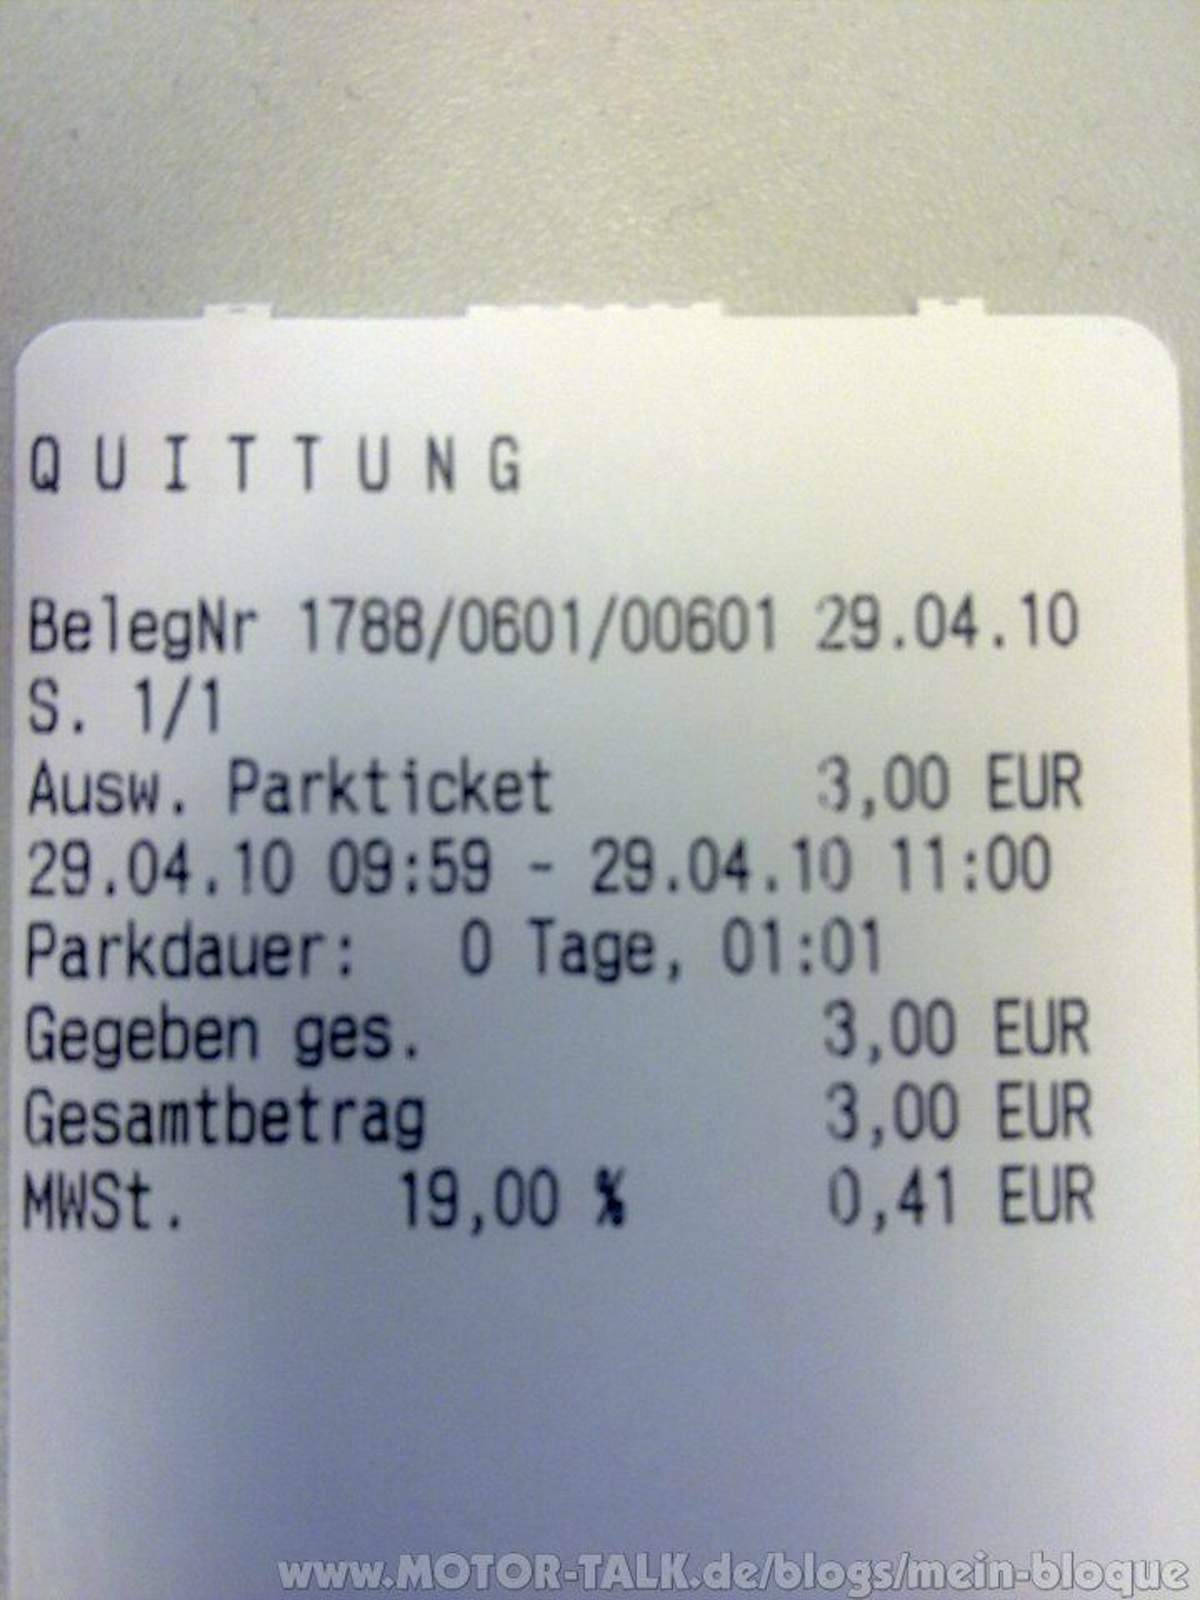 QUITTUNG
BelegNr 1788/0601/00601 29.04.10
S. 1/1
Ausw. Parkticket 3,00 EUR
29.04.10 09:59 - 29.04.10 11:00
Parkdauer: 0 Tage, 01:01
Gegeben ges. 3,00 EUR
Gesamtbetrag 3,00 EUR
MWSt. 19,00 % 0,41 EUR
www.MOTOR-TALK.de/blogs/mein-bloque